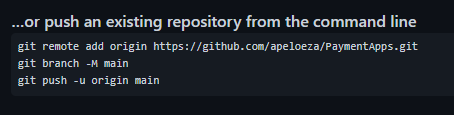 ...or push an existing repository from the command line
git remote add origin https://github.com/apeloeza/PaymentApps.git
git branch -M main
git push -u origin main